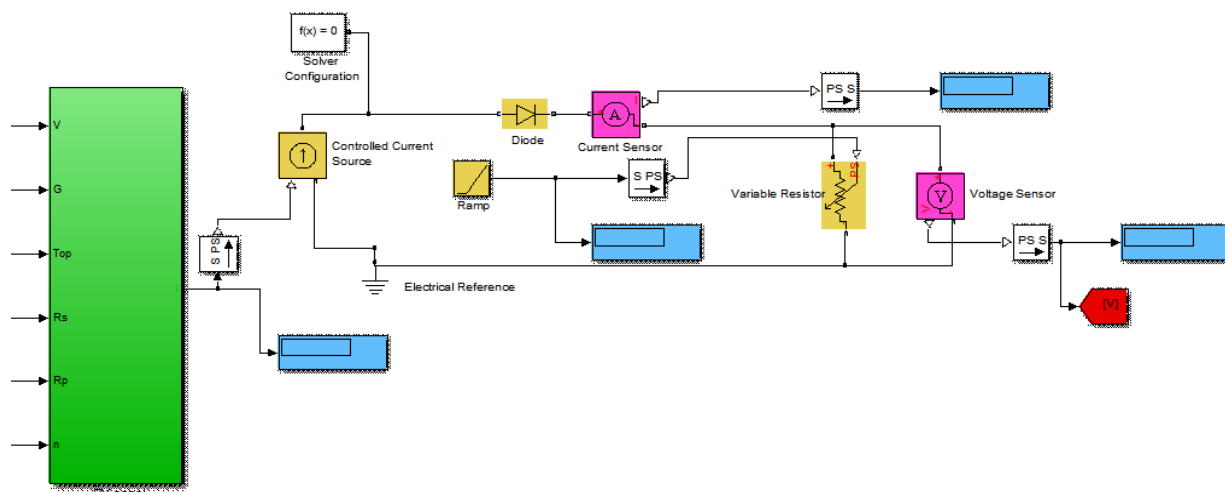 f(x) = 0
Solver
Configuration
V
G
Top
Rs
Rp
n
S PS
Controlled Current
Source
Diode
A
Current Sensor
PS S
Ramp
S PS
Variable Resistor
PS
V
V
Voltage Sensor
PS S
Electrical Reference
[V]